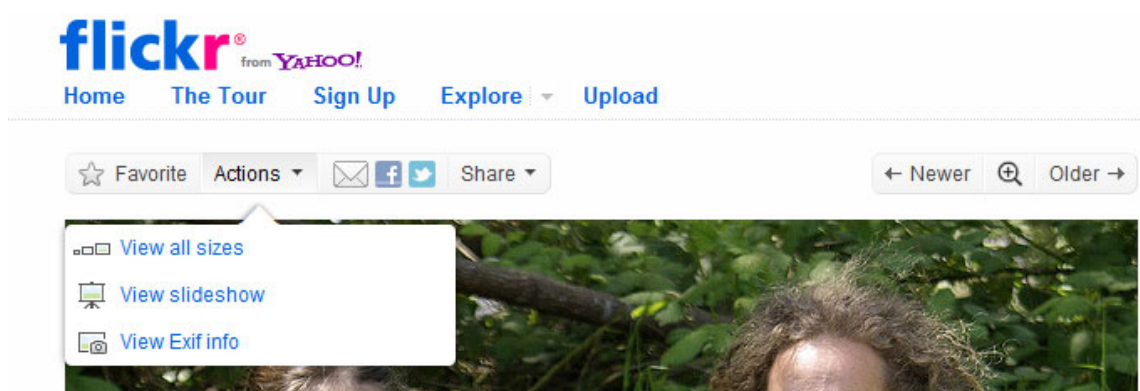 flickr® from YAHOO!
Home The Tour Sign Up Explore Upload
Favorite Actions Share ← Newer Older →
View all sizes
View slideshow
View Exif info